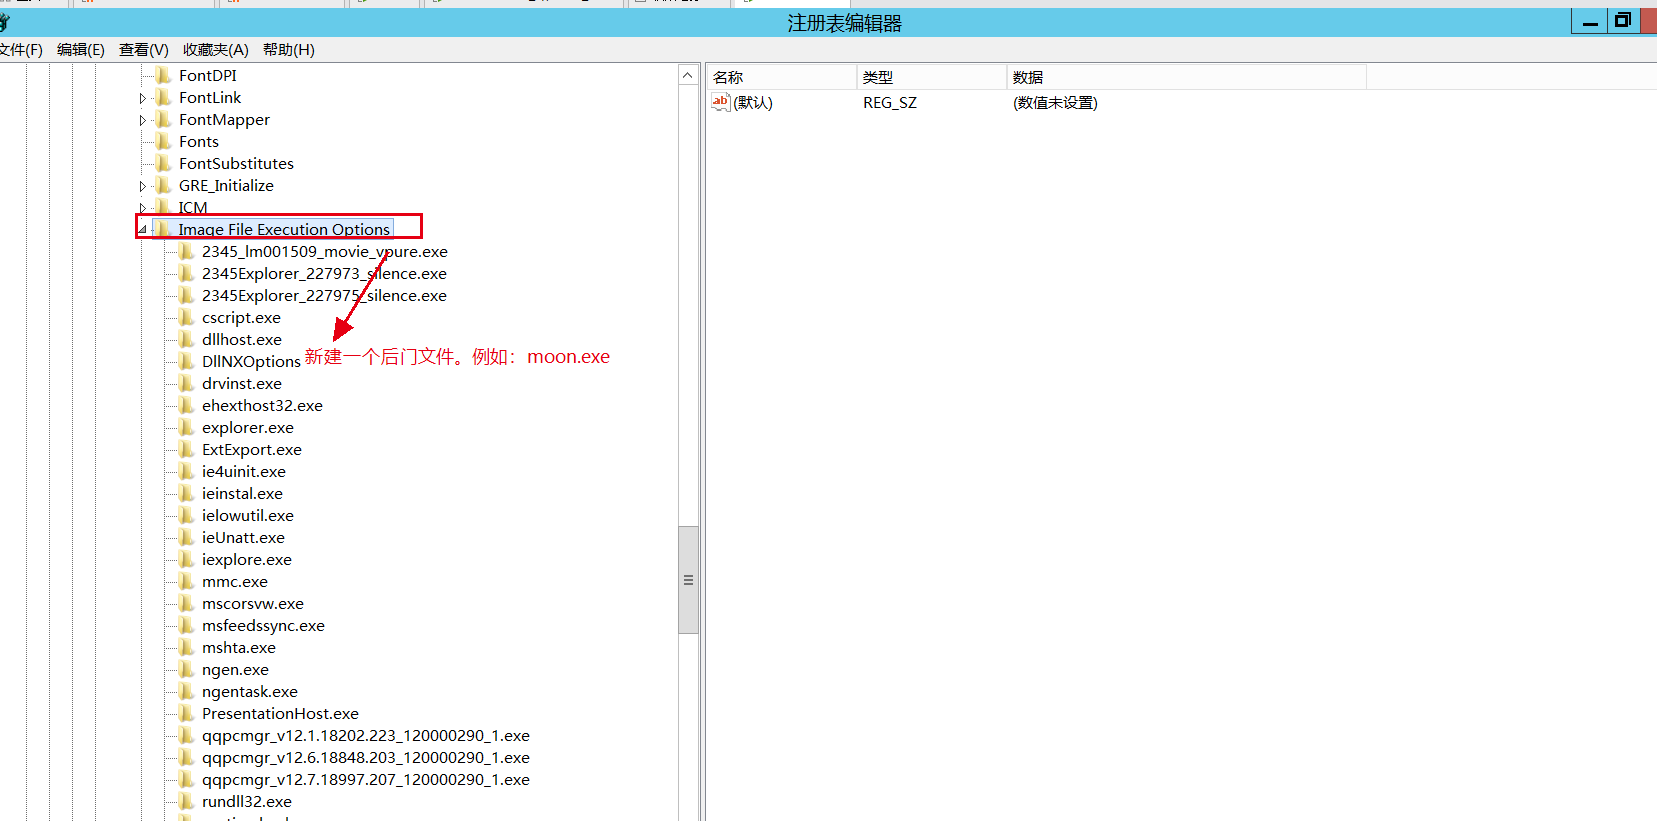 注册表编辑器
文件(F) 编辑(E) 查看(V) 收藏夹(A) 帮助(H)
FontDPI
FontLink
FontMapper
Fonts
FontSubstitutes
GRE_Initialize
ICM
Image File Execution Options
2345_lm001509_movie_vpure.exe
2345Explorer_227973_silence.exe
2345Explorer_227975_silence.exe
cscript.exe
dllhost.exe
DllNXOptions
新建一个后门文件。例如：moon.exe
drvinst.exe
ehexthost32.exe
explorer.exe
ExtExport.exe
ie4uinit.exe
ieinstal.exe
ielowutil.exe
ieUnatt.exe
iexplore.exe
mmc.exe
mscorsvw.exe
msfeedssync.exe
mshta.exe
ngen.exe
ngentask.exe
PresentationHost.exe
qqpcmgr_v12.1.18202.223_120000290_1.exe
qqpcmgr_v12.6.18848.203_120000290_1.exe
qqpcmgr_v12.7.18997.207_120000290_1.exe
rundll32.exe
名称 类型 数据
(默认) REG_SZ (数值未设置)